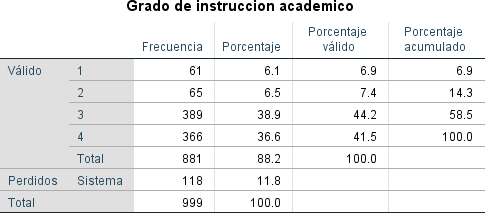 Grado de instruccion academico
Frecuencia Porcentaje Porcentaje válido Porcentaje acumulado
Válido 1 61 6.1 6.9 6.9
2 65 6.5 7.4 14.3
3 389 38.9 44.2 58.5
4 366 36.6 41.5 100.0
Total 881 88.2 100.0
Perdidos Sistema 118 11.8
Total 999 100.0